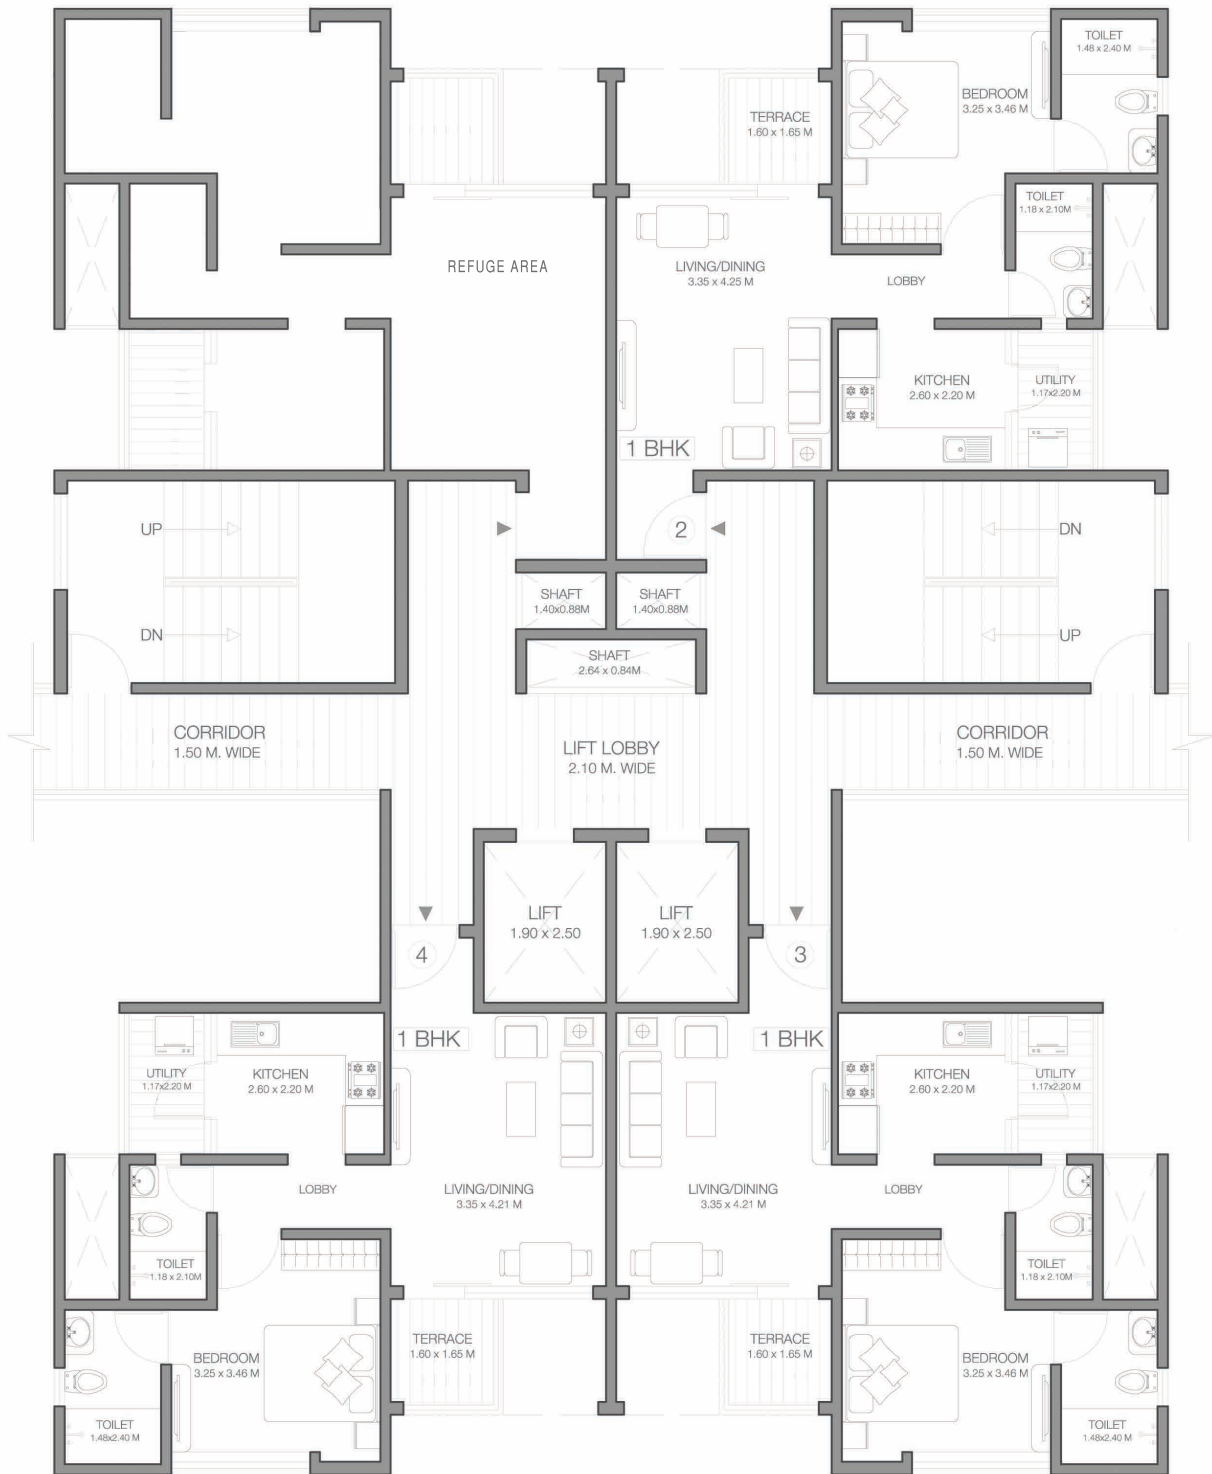 TOILET
1.48 x 2.40 M
BEDROOM
3.25 x 3.46 M
TERRACE
1.60 x 1.65 M
TOILET
1.18 x 2.10M
REFUGE AREA
LIVING/DINING
3.35 x 4.25 M
LOBBY
KITCHEN
2.60 x 2.20 M
UTILITY
1.17x2.20 M
1 BHK
UP
2
DN
SHAFT
1.40x0.88M
SHAFT
1.40x0.88M
DN
UP
SHAFT
2.64 x 0.84M
CORRIDOR
1.50 M. WIDE
LIFT LOBBY
2.10 M. WIDE
CORRIDOR
1.50 M. WIDE
LIFT
1.90 x 2.50
LIFT
1.90 x 2.50
4
3
1 BHK
1 BHK
UTILITY
1.17x2.20 M
KITCHEN
2.60 x 2.20 M
KITCHEN
2.60 x 2.20 M
UTILITY
1.17x2.20 M
LOBBY
LIVING/DINING
3.35 x 4.21 M
LIVING/DINING
3.35 x 4.21 M
LOBBY
TOILET
1.18 x 2.10M
TOILET
1.18 x 2.10M
TERRACE
1.60 x 1.65 M
TERRACE
1.60 x 1.65 M
BEDROOM
3.25 x 3.46 M
BEDROOM
3.25 x 3.46 M
TOILET
1.48x2.40 M
TOILET
1.48x2.40 M